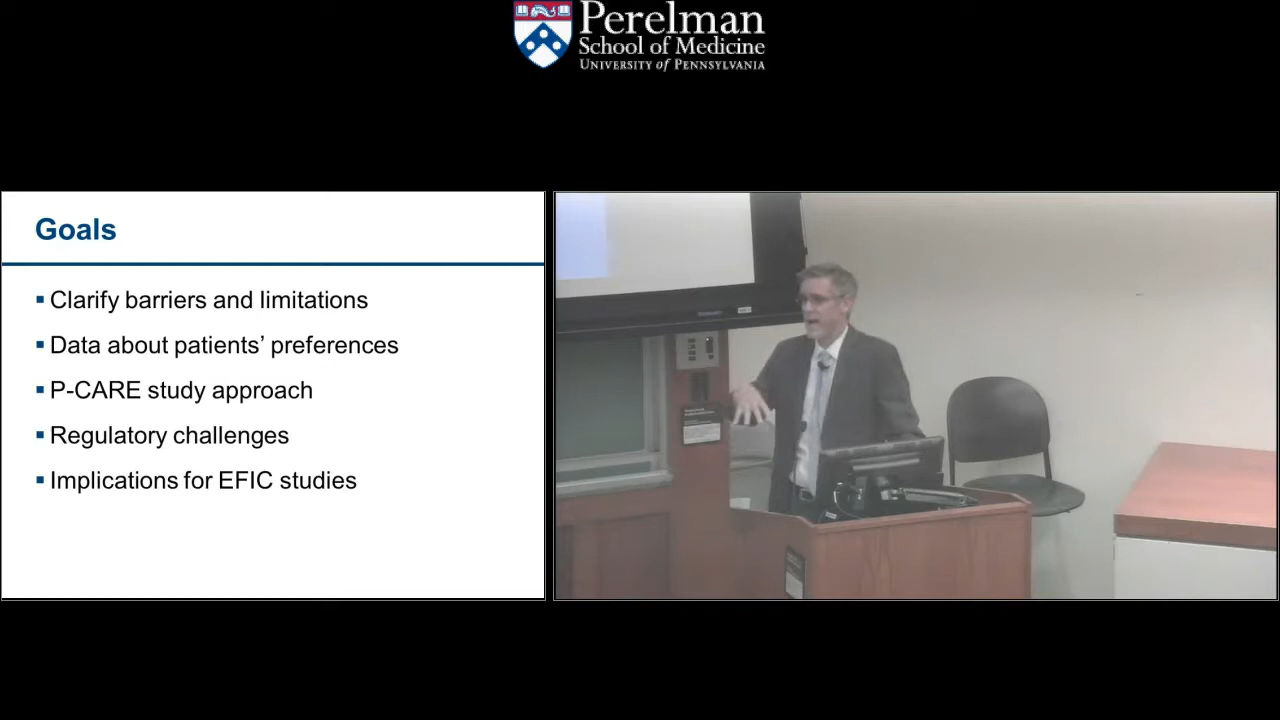 Perelman
School of Medicine
UNIVERSITY of PENNSYLVANIA
Goals
▪ Clarify barriers and limitations
▪ Data about patients’ preferences
▪ P-CARE study approach
▪ Regulatory challenges
▪ Implications for EFIC studies